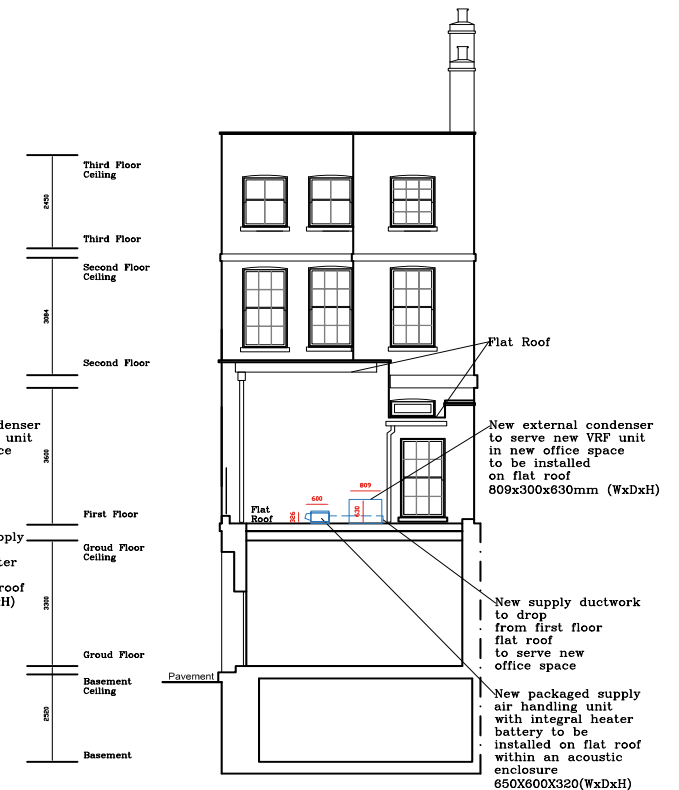 Third Floor
Ceiling
2450
Third Floor
Second Floor
Ceiling
3084
Second Floor
Flat Roof
denser
unit
ce
3600
New external condenser
to serve new VRF unit
in new office space
to be installed
on flat roof
809x300x630mm (WxDxH)
809
600
630
Flat
Roof
First Floor
pply
ter
roof
H)
Groud Floor
Ceiling
3300
Groud Floor
New supply ductwork
to drop
from first floor
flat roof
to serve new
office space
Pavement
Basement
Ceiling
2520
Basement
New packaged supply
air handling unit
with integral heater
battery to be
installed on flat roof
within an acoustic
enclosure
650X600X320(WxDxH)